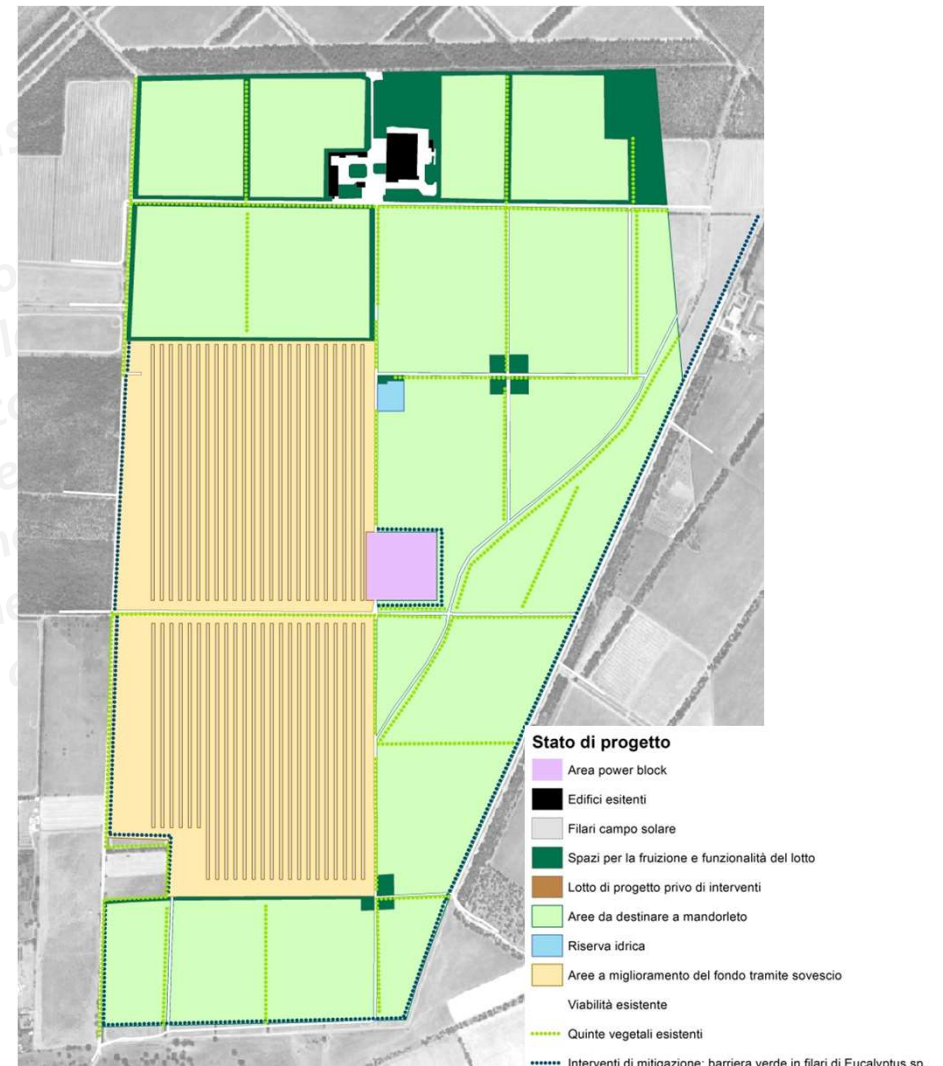 Stato di progetto
Area power block
Edifici esitenti
Filari campo solare
Spazi per la fruizione e funzionalità del lotto
Lotto di progetto privo di interventi
Aree da destinare a mandorleto
Riserva idrica
Aree a miglioramento del fondo tramite sovescio
Viabilità esistente
Quinte vegetali esistenti
Interventi di mitigazione: barriera verde in filari di Eucalyptus sp.